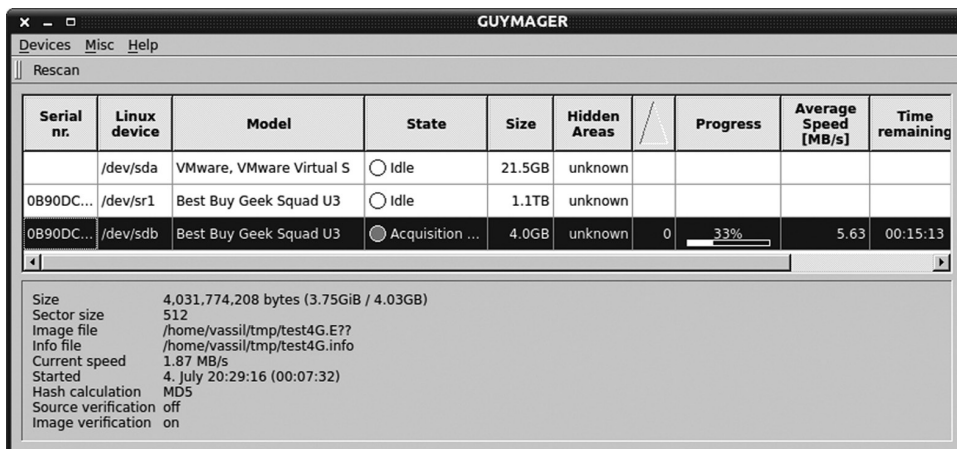 GUYMAGER
Devices Misc Help
Rescan
Serial nr. Linux device Model State Size Hidden Areas Progress Average Speed [MB/s] Time remaining
/dev/sda VMware, VMware Virtual S Idle 21.5GB unknown
0B90DC... /dev/sr1 Best Buy Geek Squad U3 Idle 1.1TB unknown
0B90DC... /dev/sdb Best Buy Geek Squad U3 Acquisition ... 4.0GB unknown 0 33% 5.63 00:15:13
Size 4,031,774,208 bytes (3.75GiB / 4.03GB)
Sector size 512
Image file /home/vassil/tmp/test4G.E??
Info file /home/vassil/tmp/test4G.info
Current speed 1.87 MB/s
Started 4. July 20:29:16 (00:07:32)
Hash calculation MD5
Source verification off
Image verification on